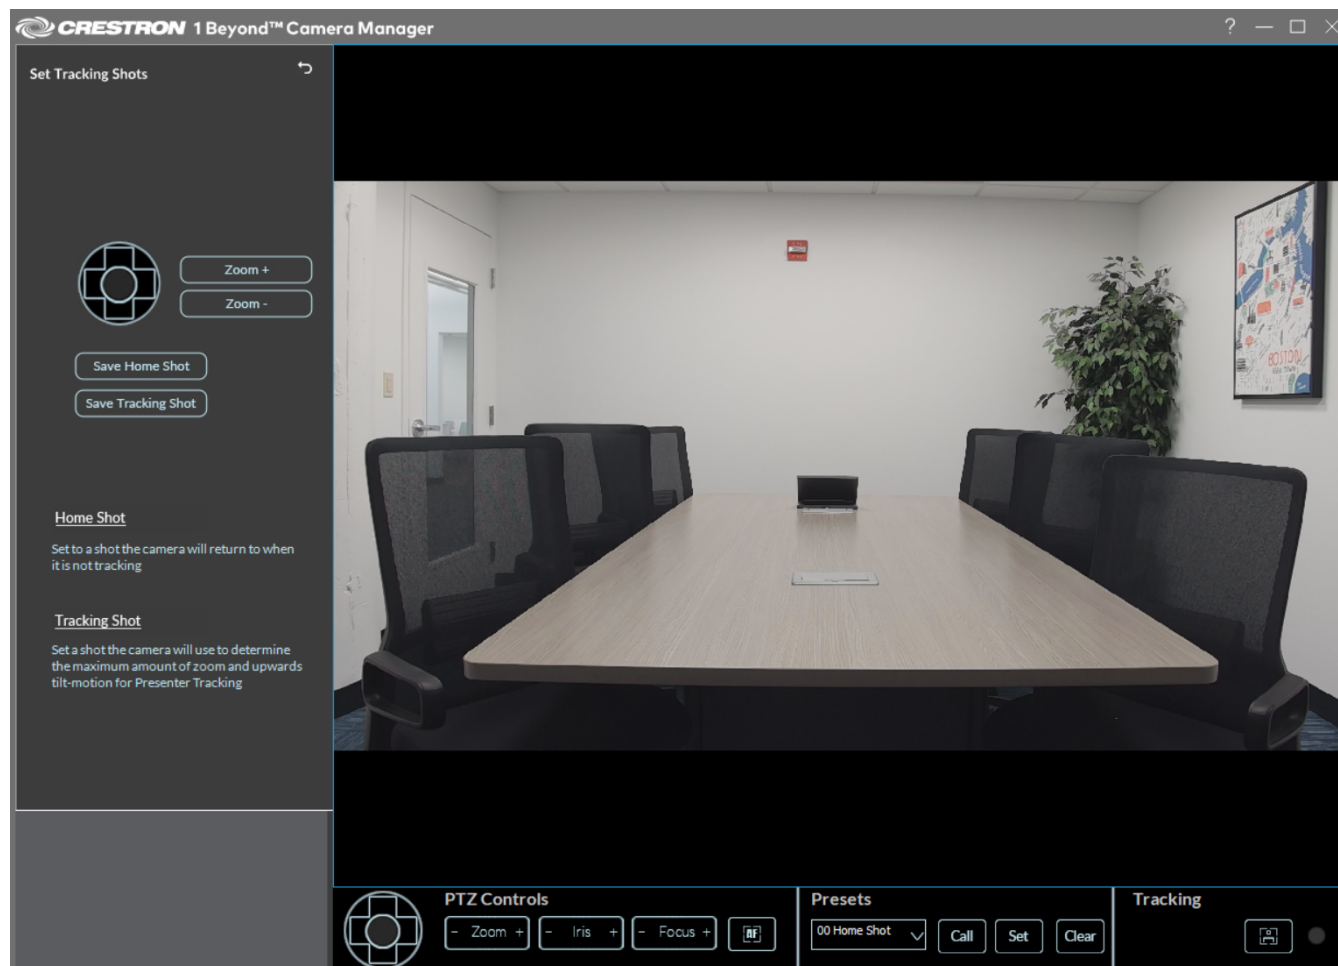 CRESTRON 1 Beyond™ Camera Manager
?
Set Tracking Shots
Zoom +
Zoom -
Save Home Shot
Save Tracking Shot
Home Shot
Set to a shot the camera will return to when
it is not tracking
Tracking Shot
Set a shot the camera will use to determine
the maximum amount of zoom and upwards
tilt-motion for Presenter Tracking
PTZ Controls
- Zoom +
- Iris +
- Focus +
AF
Presets
00 Home Shot
Call
Set
Clear
Tracking